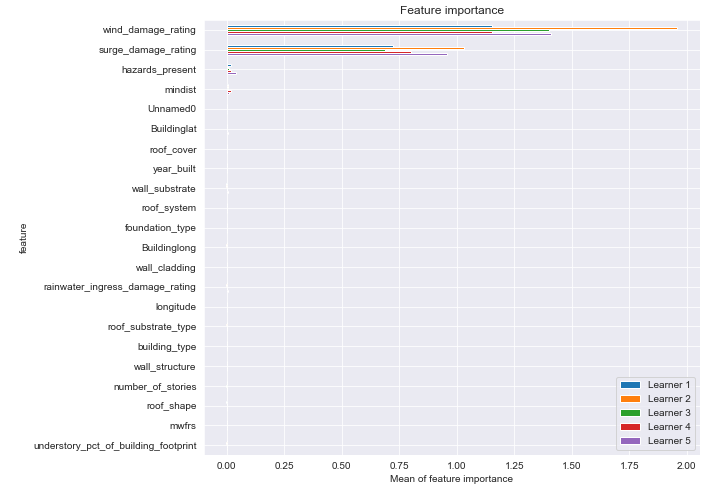 Feature importance
wind_damage_rating
surge_damage_rating
hazards_present
mindist
Unnamed0
Buildinglat
roof_cover
year_built
wall_substrate
roof_system
foundation_type
Buildinglong
wall_cladding
rainwater_ingress_damage_rating
longitude
roof_substrate_type
building_type
wall_structure
number_of_stories
roof_shape
mwfrs
understory_pct_of_building_footprint
feature
Learner 1
Learner 2
Learner 3
Learner 4
Learner 5
0.00 0.25 0.50 0.75 1.00 1.25 1.50 1.75 2.00
Mean of feature importance